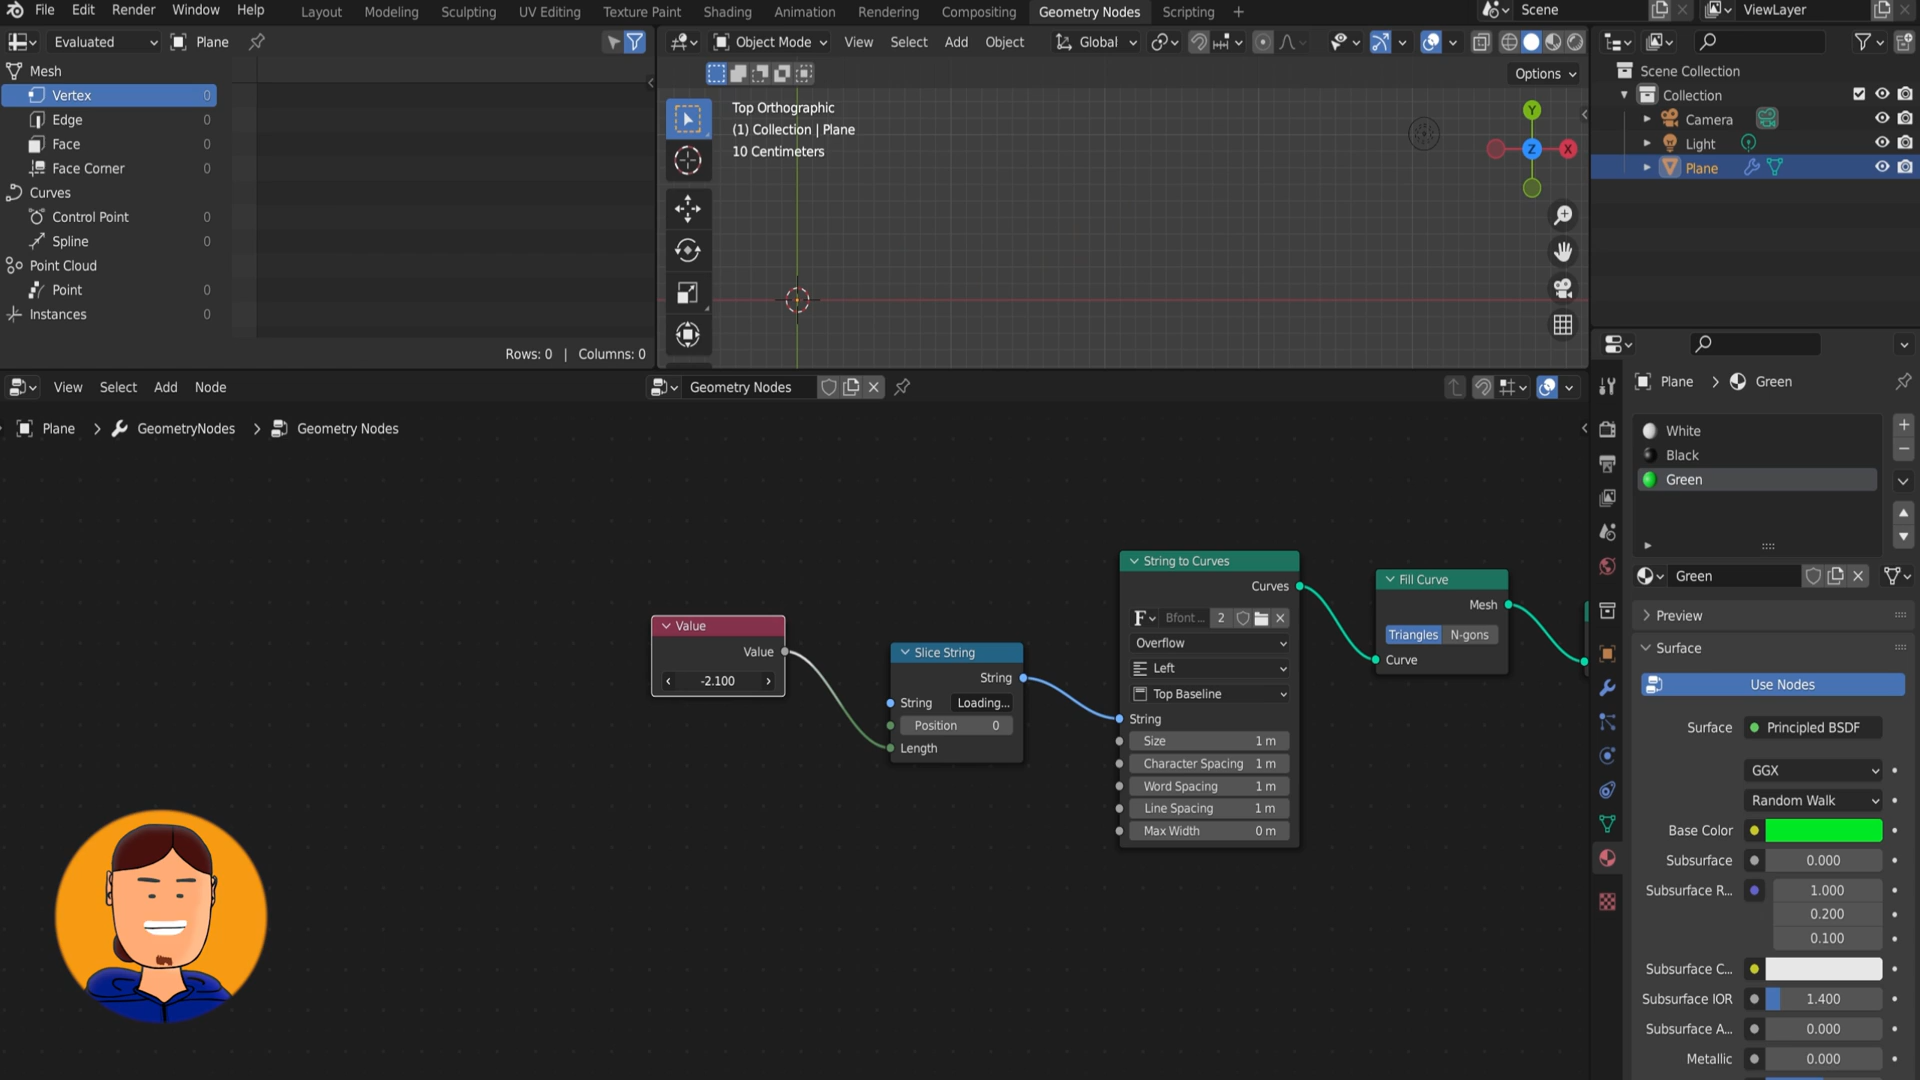 File Edit Render Window Help
Layout Modeling Sculpting UV Editing Texture Paint Shading Animation Rendering Compositing Geometry Nodes Scripting +
Scene
ViewLayer
Evaluated
Plane
Mesh
Vertex 0
Edge 0
Face 0
Face Corner 0
Curves
Control Point 0
Spline 0
Point Cloud
Point 0
Instances 0
Rows: 0 | Columns: 0
Object Mode View Select Add Object Global
Options
Top Orthographic
(1) Collection | Plane
10 Centimeters
Y
Z
X
Scene Collection
Collection
Camera
Light
Plane
View Select Add Node
Geometry Nodes
Plane > GeometryNodes > Geometry Nodes
Value
Value
-2.100
Slice String
String
String Loading...
Position 0
Length
String to Curves
Curves
F Bfont ... 2
Overflow
Left
Top Baseline
String
Size 1 m
Character Spacing 1 m
Word Spacing 1 m
Line Spacing 1 m
Max Width 0 m
Fill Curve
Mesh
Triangles N-gons
Curve
Plane > Green
White
Black
Green
Green
Preview
Surface
Use Nodes
Surface Principled BSDF
GGX
Random Walk
Base Color
Subsurface 0.000
Subsurface R... 1.000
0.200
0.100
Subsurface C...
Subsurface IOR 1.400
Subsurface A... 0.000
Metallic 0.000